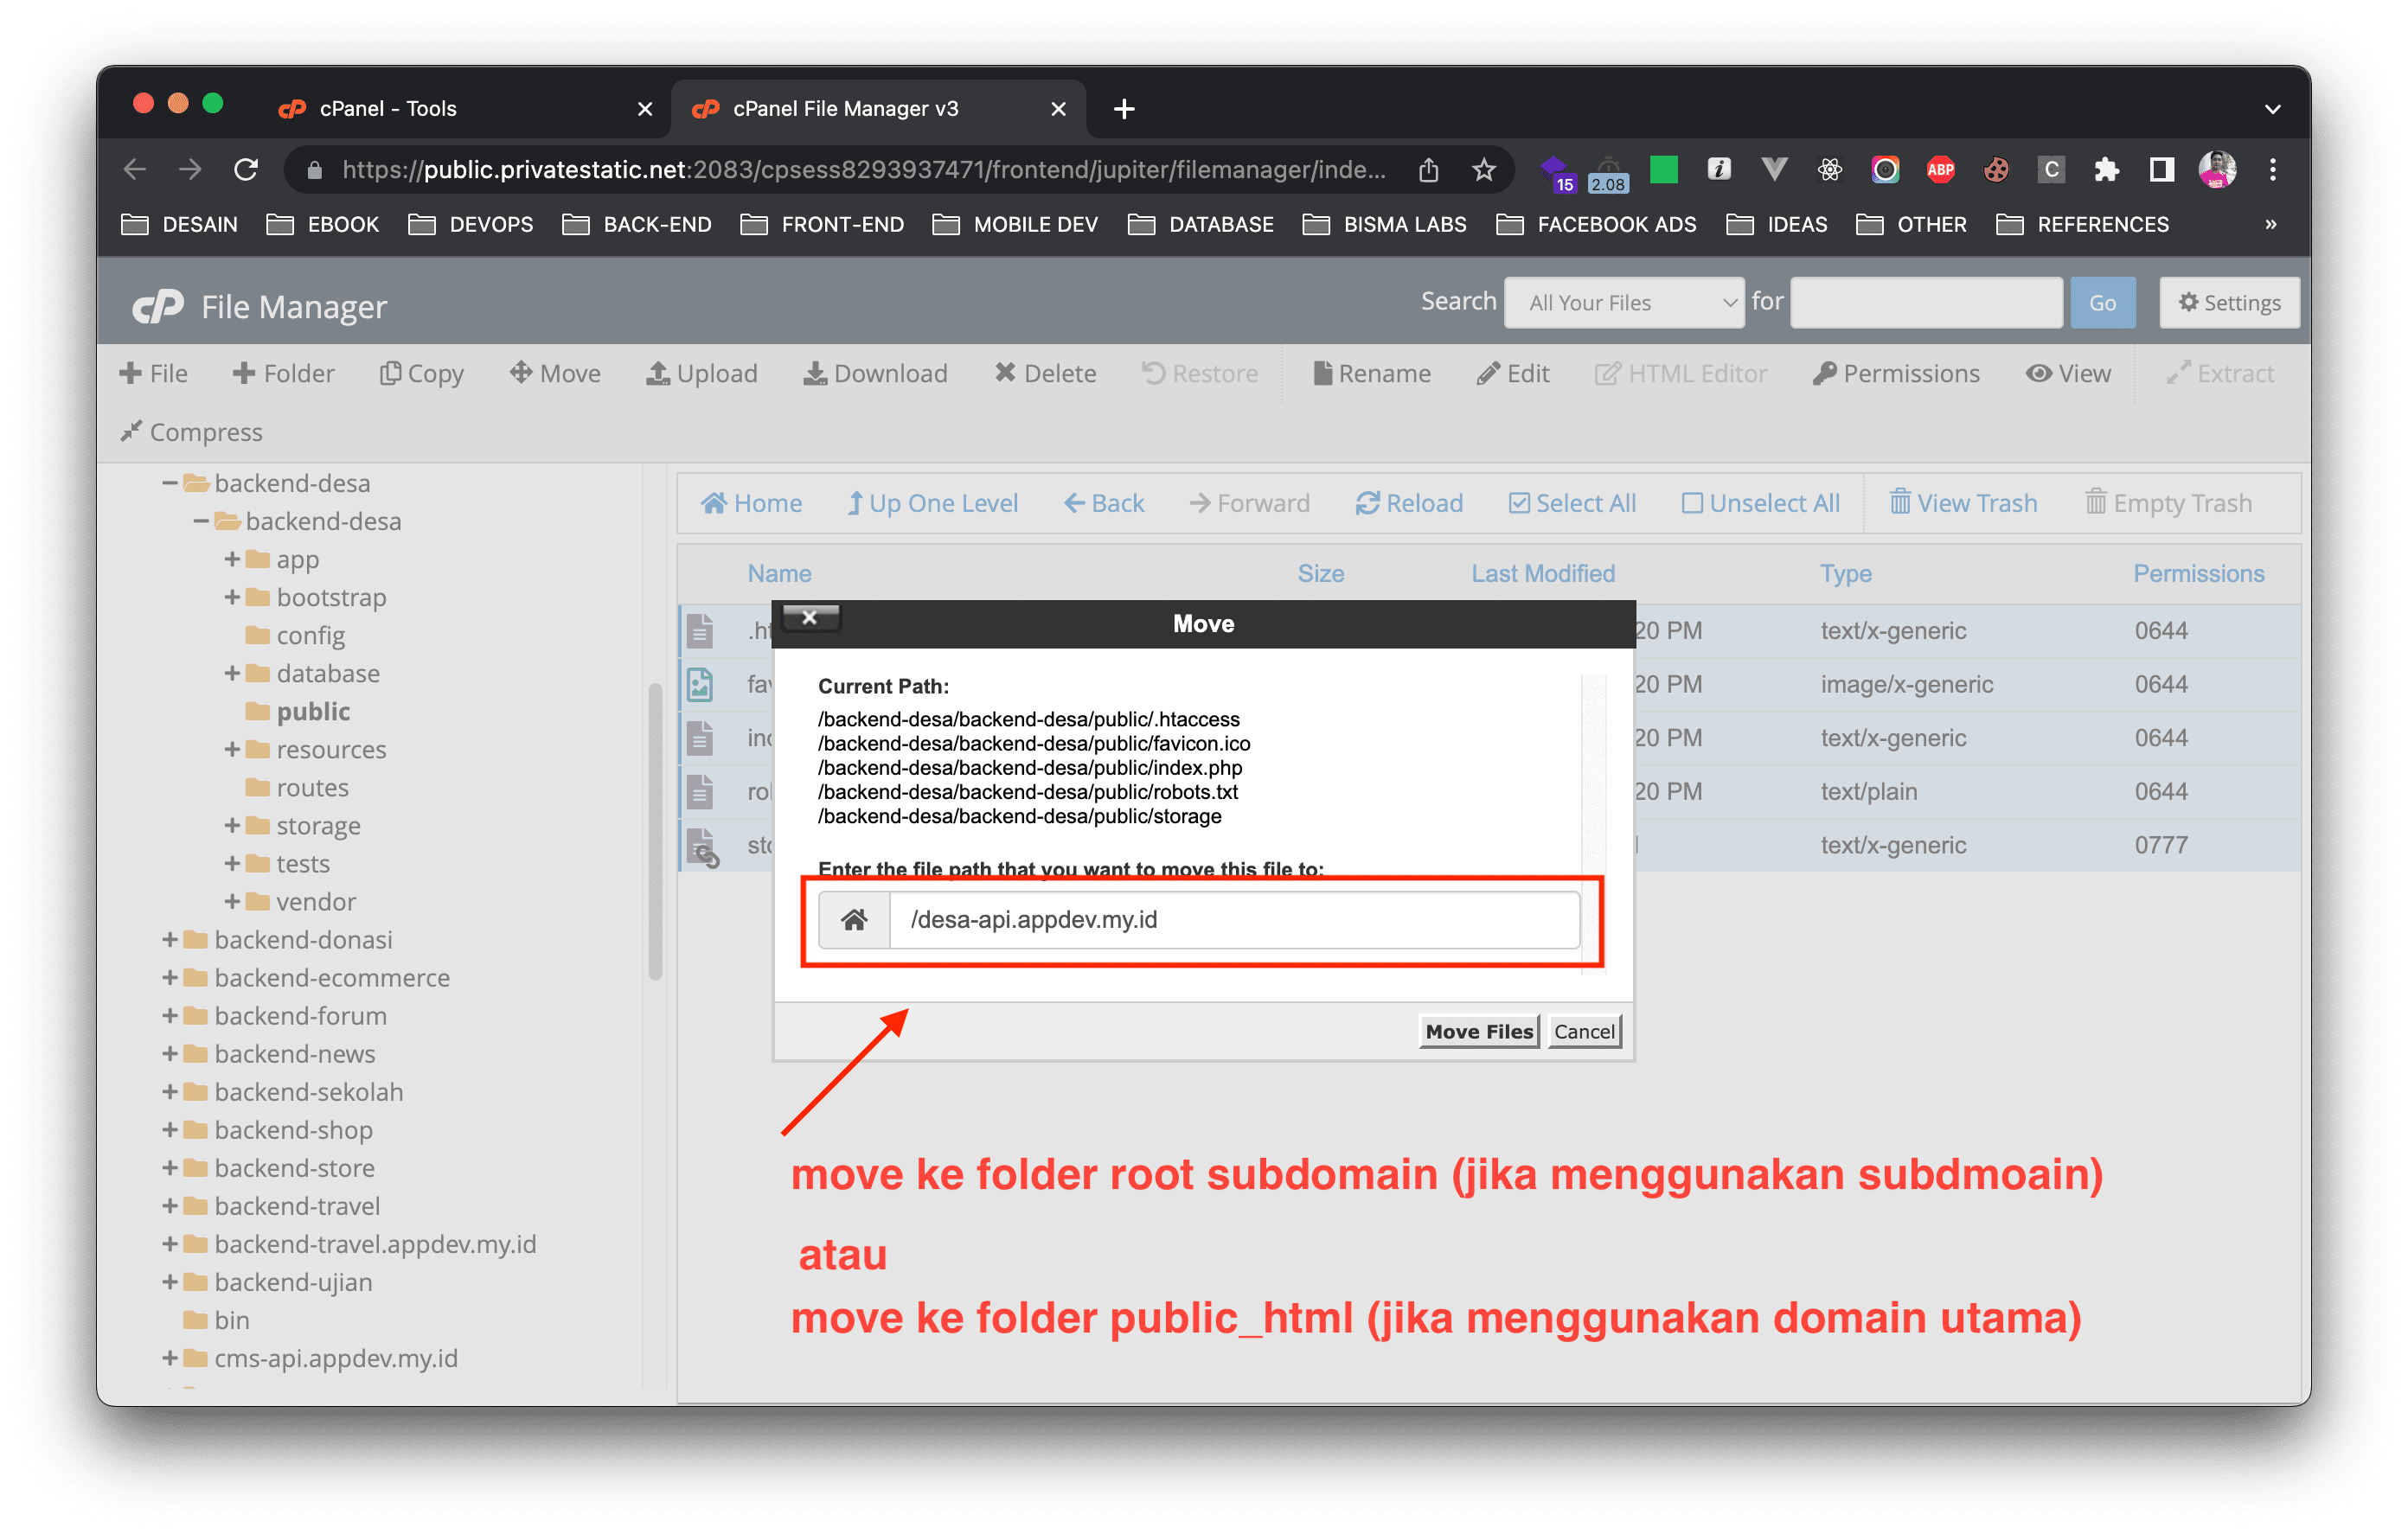 cPanel - Tools
cPanel File Manager v3
https://public.privatestatic.net:2083/cpsess8293937471/frontend/jupiter/filemanager/inde...
15
2.08
ABP
C
DESAIN
EBOOK
DEVOPS
BACK-END
FRONT-END
MOBILE DEV
DATABASE
BISMA LABS
FACEBOOK ADS
IDEAS
OTHER
REFERENCES
»
cP File Manager
Search
All Your Files
for
Go
Settings
File
Folder
Copy
Move
Upload
Download
Delete
Restore
Rename
Edit
HTML Editor
Permissions
View
Extract
Compress
backend-desa
backend-desa
app
bootstrap
config
database
public
resources
routes
storage
tests
vendor
backend-donasi
backend-ecommerce
backend-forum
backend-news
backend-sekolah
backend-shop
backend-store
backend-travel
backend-travel.appdev.my.id
backend-ujian
bin
cms-api.appdev.my.id
Home
Up One Level
Back
Forward
Reload
Select All
Unselect All
View Trash
Empty Trash
Name Size Last Modified Type Permissions
20 PM text/x-generic 0644
20 PM image/x-generic 0644
20 PM text/x-generic 0644
20 PM text/plain 0644
text/x-generic 0777
Move
Current Path:
/backend-desa/backend-desa/public/.htaccess
/backend-desa/backend-desa/public/favicon.ico
/backend-desa/backend-desa/public/index.php
/backend-desa/backend-desa/public/robots.txt
/backend-desa/backend-desa/public/storage
Enter the file path that you want to move this file to:
/desa-api.appdev.my.id
Move Files
Cancel
move ke folder root subdomain (jika menggunakan subdmoain)
atau
move ke folder public_html (jika menggunakan domain utama)